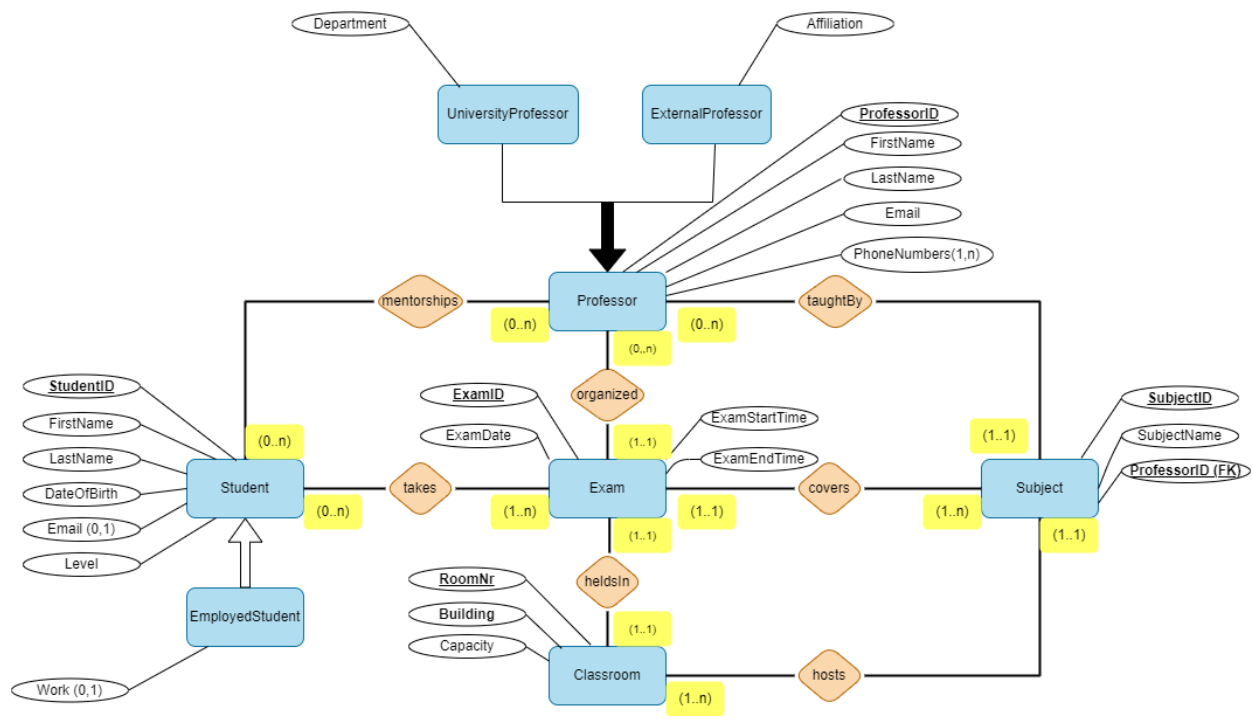 Department
Affiliation
UniversityProfessor
ExternalProfessor
ProfessorID
FirstName
LastName
Email
PhoneNumbers(1,n)
mentorships
Professor
taughtBy
(0..n)
(0..n)
(0..n)
organized
StudentID
FirstName
LastName
DateOfBirth
Email (0,1)
Level
(0..n)
Student
(0..n)
takes
ExamID
ExamDate
ExamStartTime
ExamEndTime
(1..1)
Exam
(1..n)
(1..1)
(1..1)
covers
SubjectID
SubjectName
ProfessorID (FK)
(1..1)
Subject
(1..n)
(1..1)
heldsIn
EmployedStudent
Work (0,1)
RoomNr
Building
Capacity
(1..1)
Classroom
(1..n)
hosts